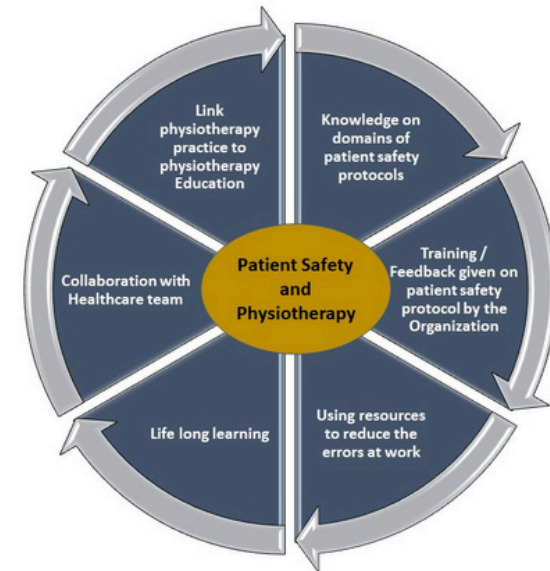 Link
physiotherapy
practice to
physiotherapy
Education
Knowledge on
domains of
patient safety
protocols
Training /
Feedback given on
patient safety
protocol by the
Organization
Using resources
to reduce the
errors at work
Life long learning
Collaboration with
Healthcare team
Patient Safety
and
Physiotherapy